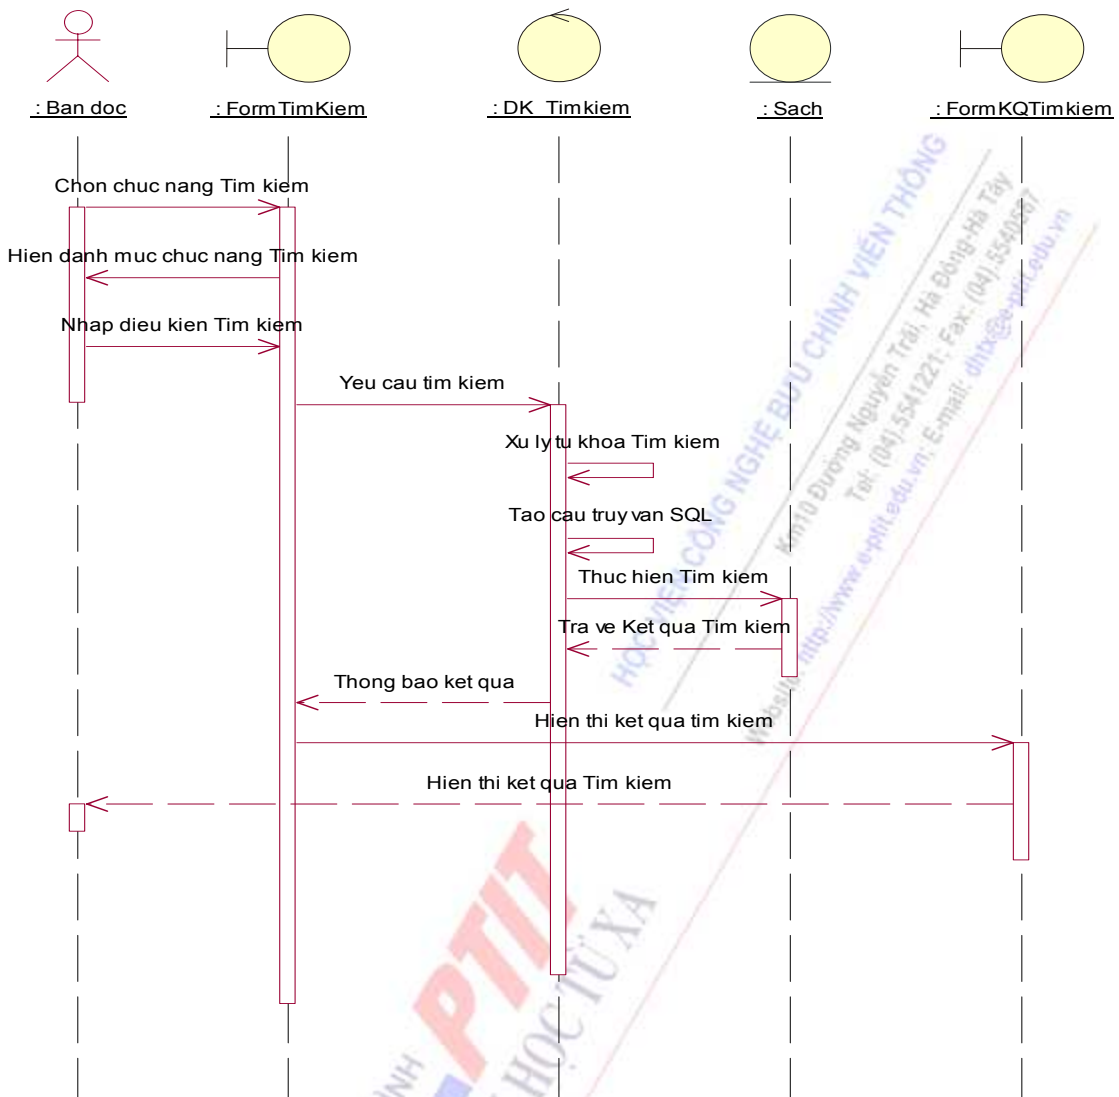 : Ban doc
: FormTimKiem
: DK_Timkiem
: Sach
: FormKQTimkiem
Chon chuc nang Tim kiem
Hien danh muc chuc nang Tim kiem
Nhap dieu kien Tim kiem
Yeu cau tim kiem
Xu ly tu khoa Tim kiem
Tao cau truy van SQL
Thuc hien Tim kiem
Tra ve Ket qua Tim kiem
Thong bao ket qua
Hien thi ket qua tim kiem
Hien thi ket qua Tim kiem
HỌC VIỆN CÔNG NGHỆ BƯU CHÍNH VIỄN THÔNG
Km10 Đường Nguyễn Trãi, Hà Đông-Hà Tây
Tel: (04).5541221; Fax: (04).5540587
Website: http://www.e-ptit.edu.vn; E-mail: dhtx@e-ptit.edu.vn
PTIT
HỌC TỪ XA